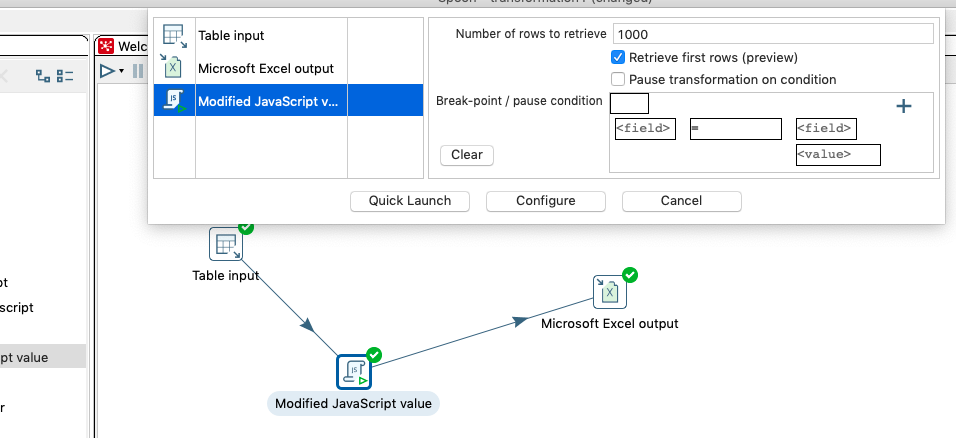 Spoon - transformation7 (changed)
Welc
Table input
Microsoft Excel output
Modified JavaScript v...
Number of rows to retrieve 1000
Retrieve first rows (preview)
Pause transformation on condition
Break-point / pause condition
<field> = <field>
<value>
Clear
Quick Launch Configure Cancel
Table input
Microsoft Excel output
Modified JavaScript value
pt
script
pt value
r